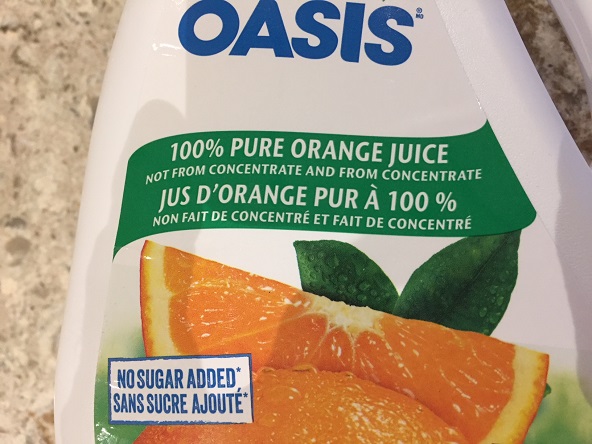 OASIS
100% PURE ORANGE JUICE
NOT FROM CONCENTRATE AND FROM CONCENTRATE
JUS D'ORANGE PUR À 100 %
NON FAIT DE CONCENTRÉ ET FAIT DE CONCENTRÉ
NO SUGAR ADDED*
SANS SUCRE AJOUTÉ*